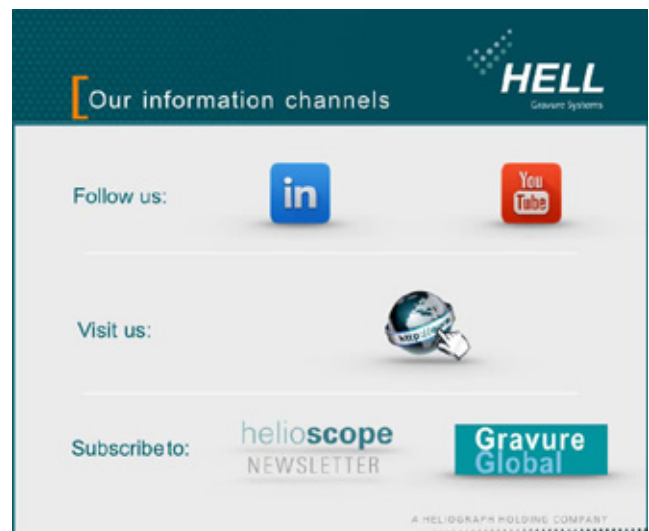 HELL
Gravure Systems
Our information channels
Follow us:
in
You
Tube
Visit us:
http://
Subscribe to:
helioscope
NEWSLETTER
Gravure
Global
A HELIOGRAPH HOLDING COMPANY